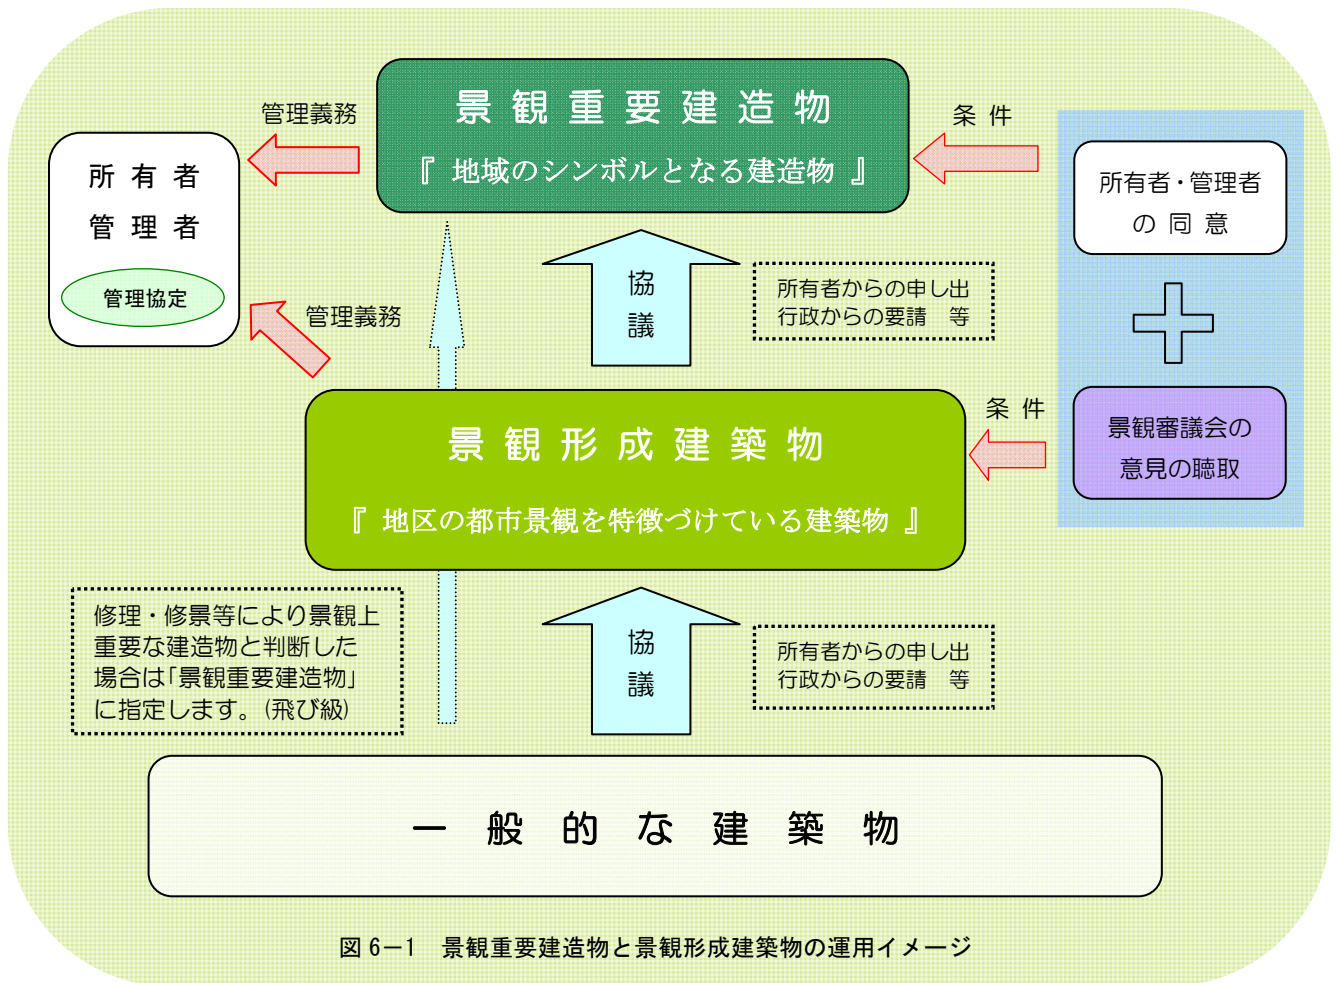 景観重要建造物
『 地域のシンボルとなる建造物 』
管理義務
条 件
所 有 者
管 理 者
管理協定
所有者・管理者
の 同 意
協
議
所有者からの申し出
行政からの要請　等
管理義務
景観形成建築物
『 地区の都市景観を特徴づけている建築物 』
条 件
景観審議会の
意見の聴取
修理・修景等により景観上
重要な建造物と判断した
場合は「景観重要建造物」
に指定します。(飛び級)
協
議
所有者からの申し出
行政からの要請　等
一般的な建築物
図 6－1　景観重要建造物と景観形成建築物の運用イメージ